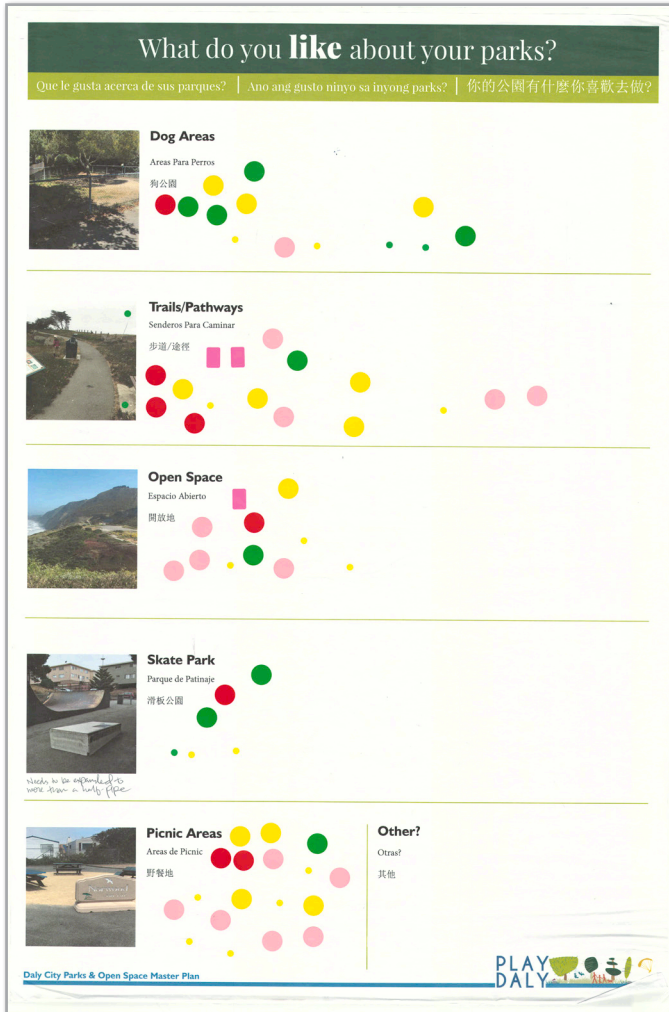 What do you like about your parks?
Que le gusta acerca de sus parques? | Ano ang gusto ninyo sa inyong parks? | 你的公園有什麼你喜歡去做?
Dog Areas
Areas Para Perros
狗公園
Trails/Pathways
Senderos Para Caminar
步道/途徑
Open Space
Espacio Abierto
開放地
Skate Park
Parque de Patinaje
滑板公園
Needs to be expanded to
more than a half-pipe
Picnic Areas
Areas de Picnic
野餐地
Other?
Otras?
其他
Daly City Parks & Open Space Master Plan
PLAY
DALY